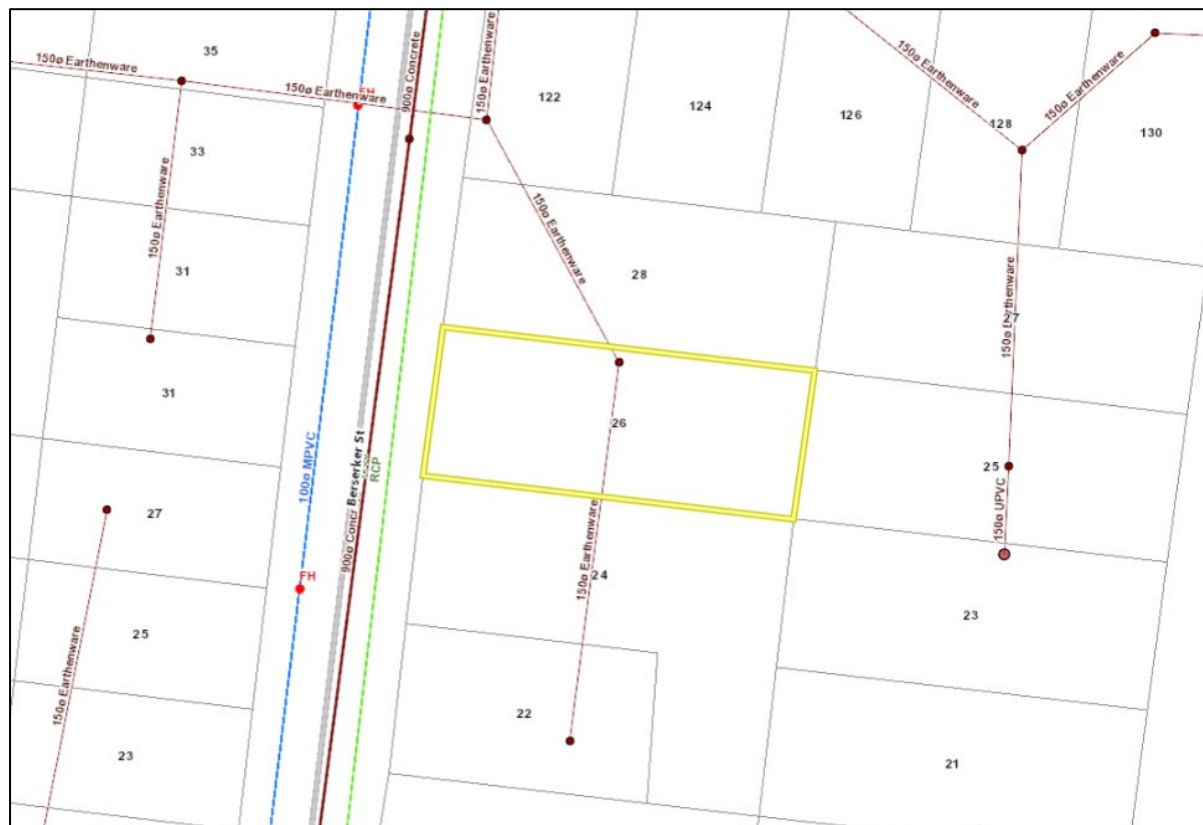 35
150ø Earthenware
150ø Earthenware
FH
900ø Concrete
150ø Earthenware
122
124
126
150ø Earthenware
128
150ø Earthenware
130
33
150ø Earthenware
31
150ø Earthenware
28
150ø Earthenware
27
31
26
100ø MPVC
Berserker St
RCP
900ø Conc
25
150ø UPVC
27
FH
150ø Earthenware
24
25
23
150ø Earthenware
22
23
21